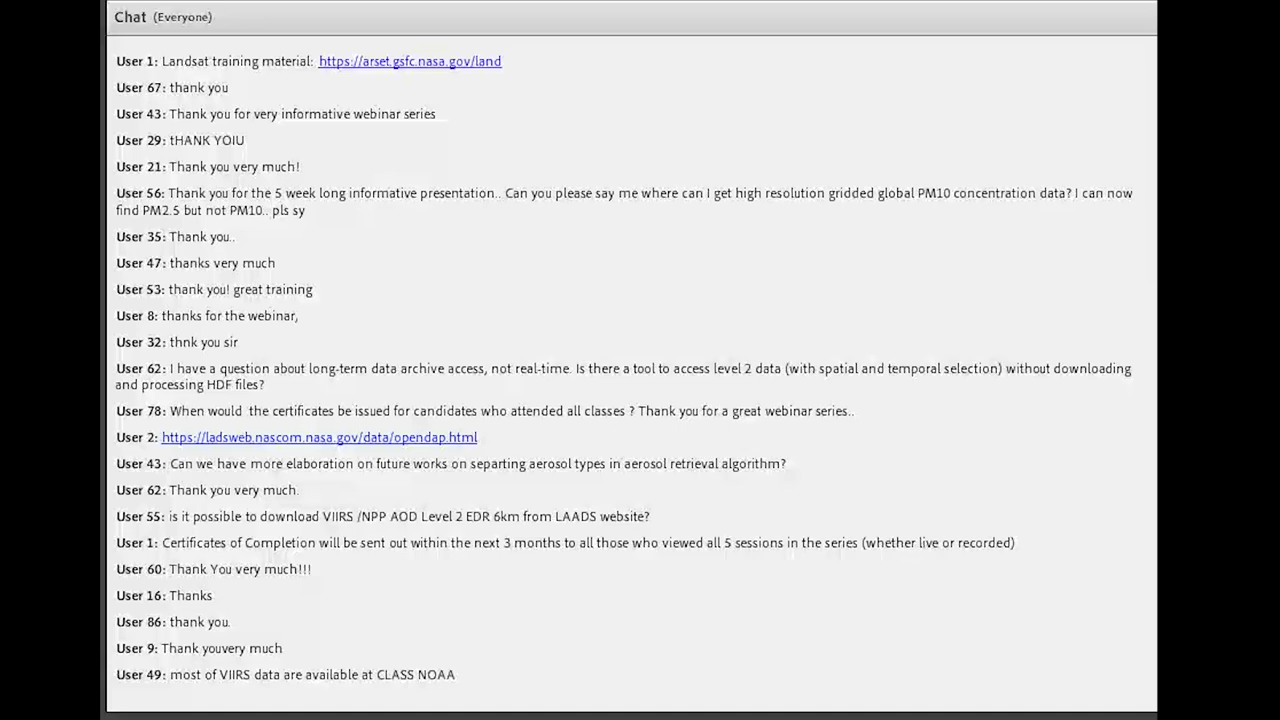 Chat (Everyone)
User 1: Landsat training material: https://arset.gsfc.nasa.gov/land
User 67: thank you
User 43: Thank you for very informative webinar series
User 29: tHANK YOIU
User 21: Thank you very much!
User 56: Thank you for the 5 week long informative presentation.. Can you please say me where can I get high resolution gridded global PM10 concentration data? I can now
find PM2.5 but not PM10.. pls sy
User 35: Thank you..
User 47: thanks very much
User 53: thank you! great training
User 8: thanks for the webinar,
User 32: thnk you sir
User 62: I have a question about long-term data archive access, not real-time. Is there a tool to access level 2 data (with spatial and temporal selection) without downloading
and processing HDF files?
User 78: When would the certificates be issued for candidates who attended all classes ? Thank you for a great webinar series..
User 2: https://ladsweb.nascom.nasa.gov/data/opendap.html
User 43: Can we have more elaboration on future works on separting aerosol types in aerosol retrieval algorithm?
User 62: Thank you very much.
User 55: is it possible to download VIIRS /NPP AOD Level 2 EDR 6km from LAADS website?
User 1: Certificates of Completion will be sent out within the next 3 months to all those who viewed all 5 sessions in the series (whether live or recorded)
User 60: Thank You very much!!!
User 16: Thanks
User 86: thank you.
User 9: Thank youvery much
User 49: most of VIIRS data are available at CLASS NOAA